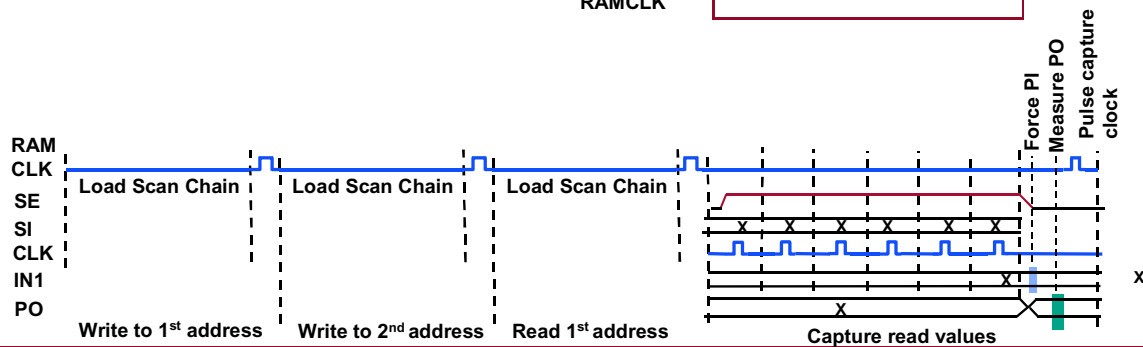 RAMCLK
Force PI
Measure PO
Pulse capture
clock
RAM
CLK
Load Scan Chain Load Scan Chain Load Scan Chain
SE
SI X X X X X X
CLK
IN1 X X
PO X
Write to 1st address Write to 2nd address Read 1st address Capture read values